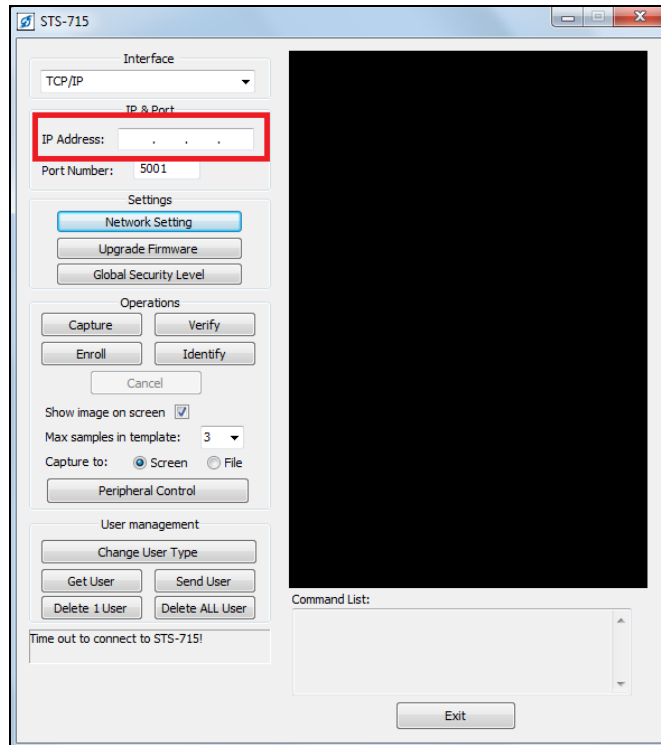 STS-715
Interface
TCP/IP
IP & Port
IP Address: . . .
Port Number: 5001
Settings
Network Setting
Upgrade Firmware
Global Security Level
Operations
Capture Verify
Enroll Identify
Cancel
Show image on screen
Max samples in template: 3
Capture to: Screen File
Peripheral Control
User management
Change User Type
Get User Send User
Delete 1 User Delete ALL User
Time out to connect to STS-715!
Command List:
Exit